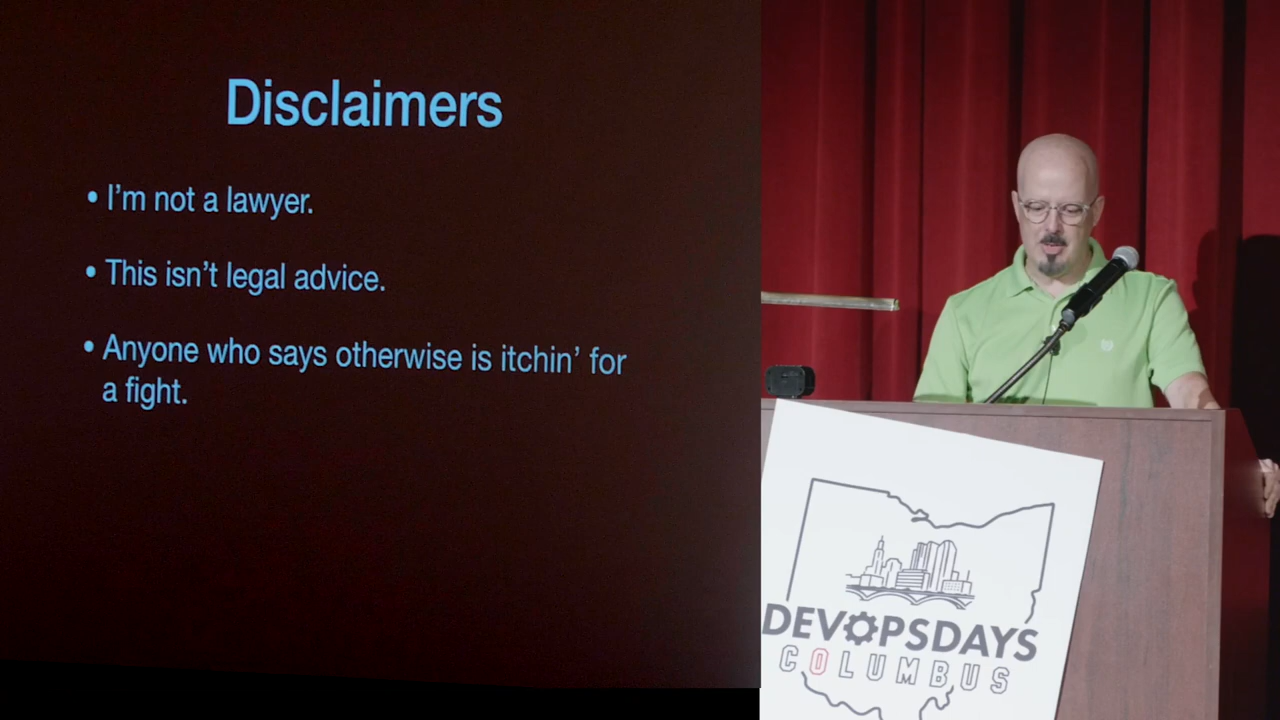 Disclaimers
• I'm not a lawyer.
• This isn't legal advice.
• Anyone who says otherwise is itchin' for
a fight.
DEVOPSDAYS
COLUMBUS